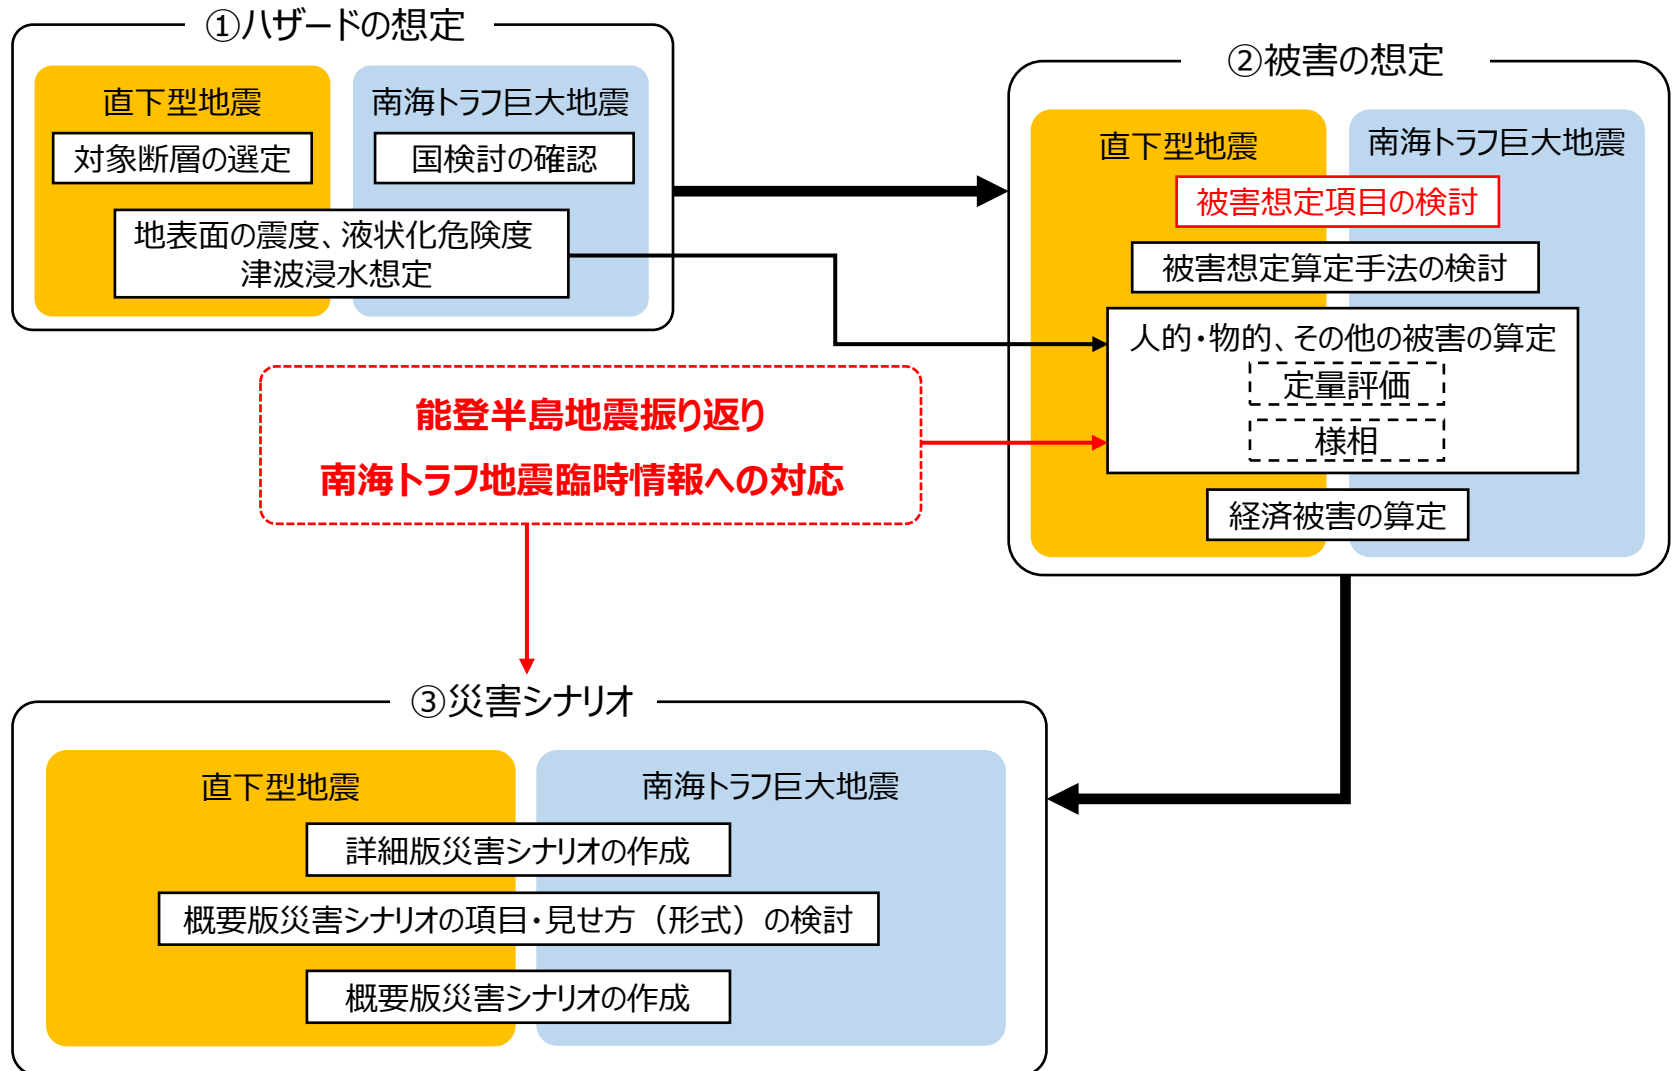 ①ハザードの想定
直下型地震
南海トラフ巨大地震
対象断層の選定
国検討の確認
地表面の震度、液状化危険度
津波浸水想定
②被害の想定
直下型地震
南海トラフ巨大地震
被害想定項目の検討
被害想定算定手法の検討
人的・物的、その他の被害の算定
定量評価
様相
経済被害の算定
能登半島地震振り返り
南海トラフ地震臨時情報への対応
③災害シナリオ
直下型地震
南海トラフ巨大地震
詳細版災害シナリオの作成
概要版災害シナリオの項目・見せ方（形式）の検討
概要版災害シナリオの作成